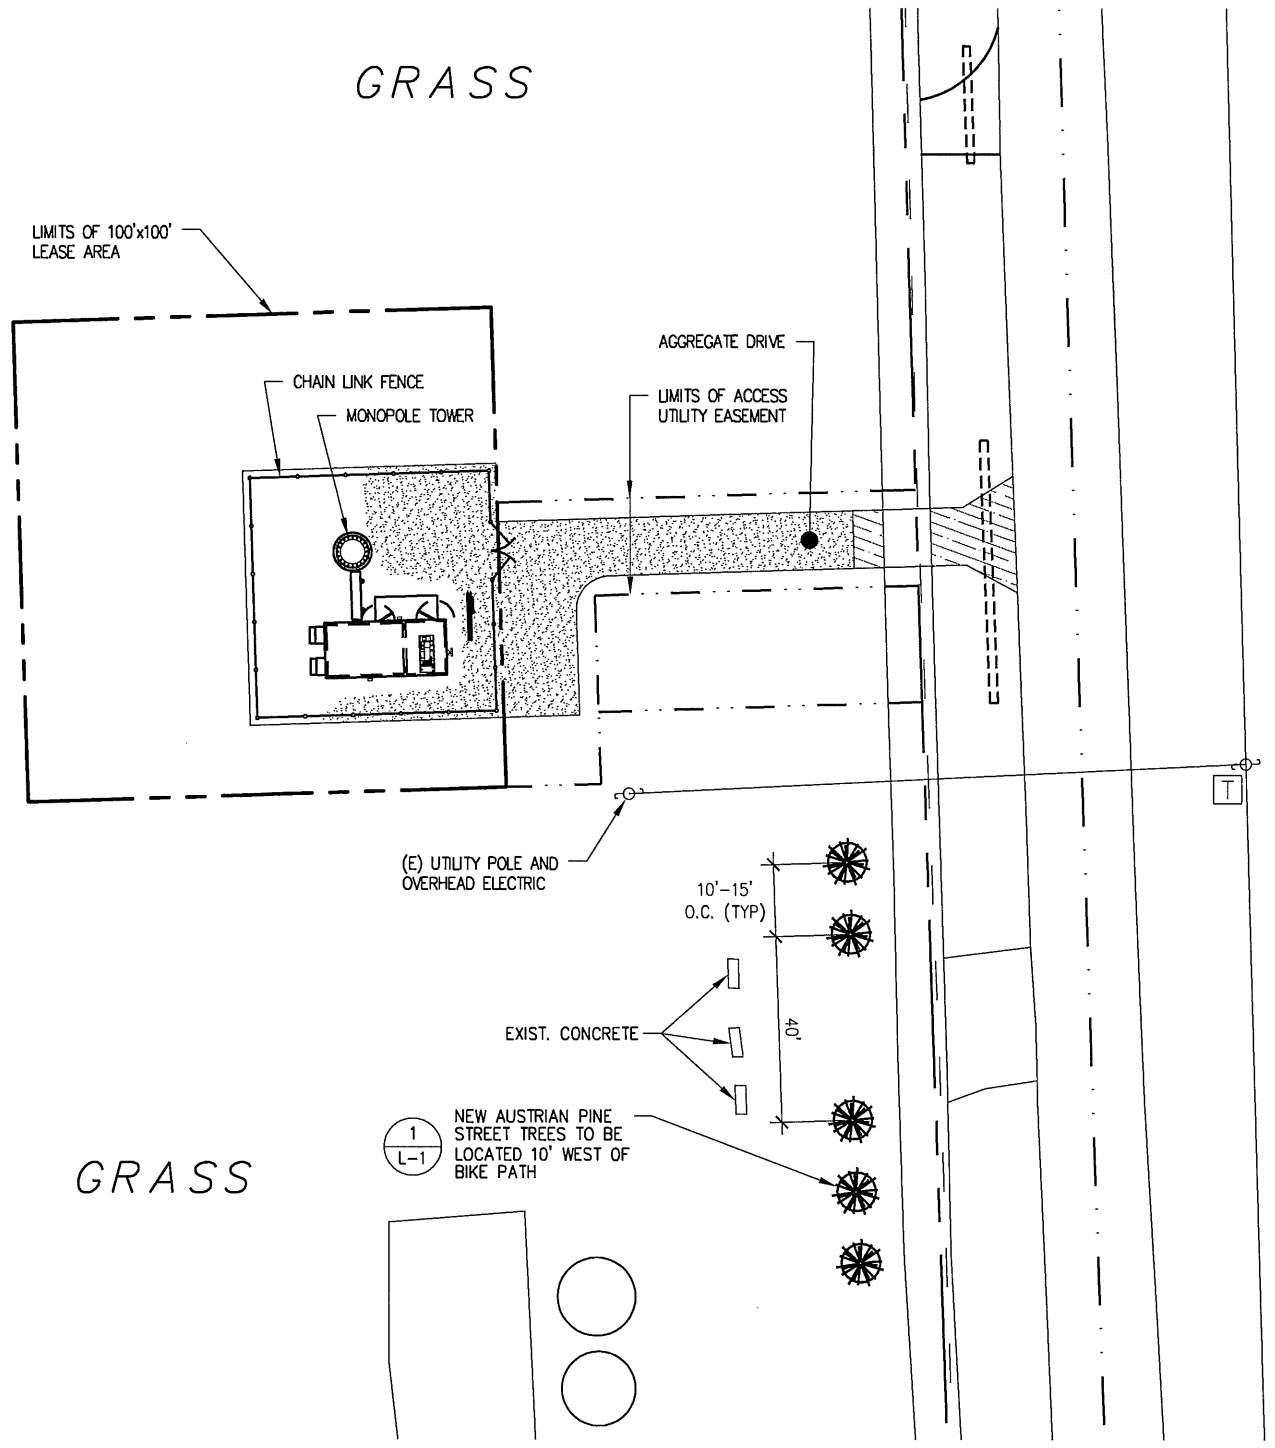 GRASS
LIMITS OF 100'x100'
LEASE AREA
AGGREGATE DRIVE
CHAIN LINK FENCE
LIMITS OF ACCESS
UTILITY EASEMENT
MONOPOLE TOWER
T
(E) UTILITY POLE AND
OVERHEAD ELECTRIC
10'-15'
O.C. (TYP)
EXIST. CONCRETE
40'
NEW AUSTRIAN PINE
STREET TREES TO BE
LOCATED 10' WEST OF
BIKE PATH
1
L-1
GRASS